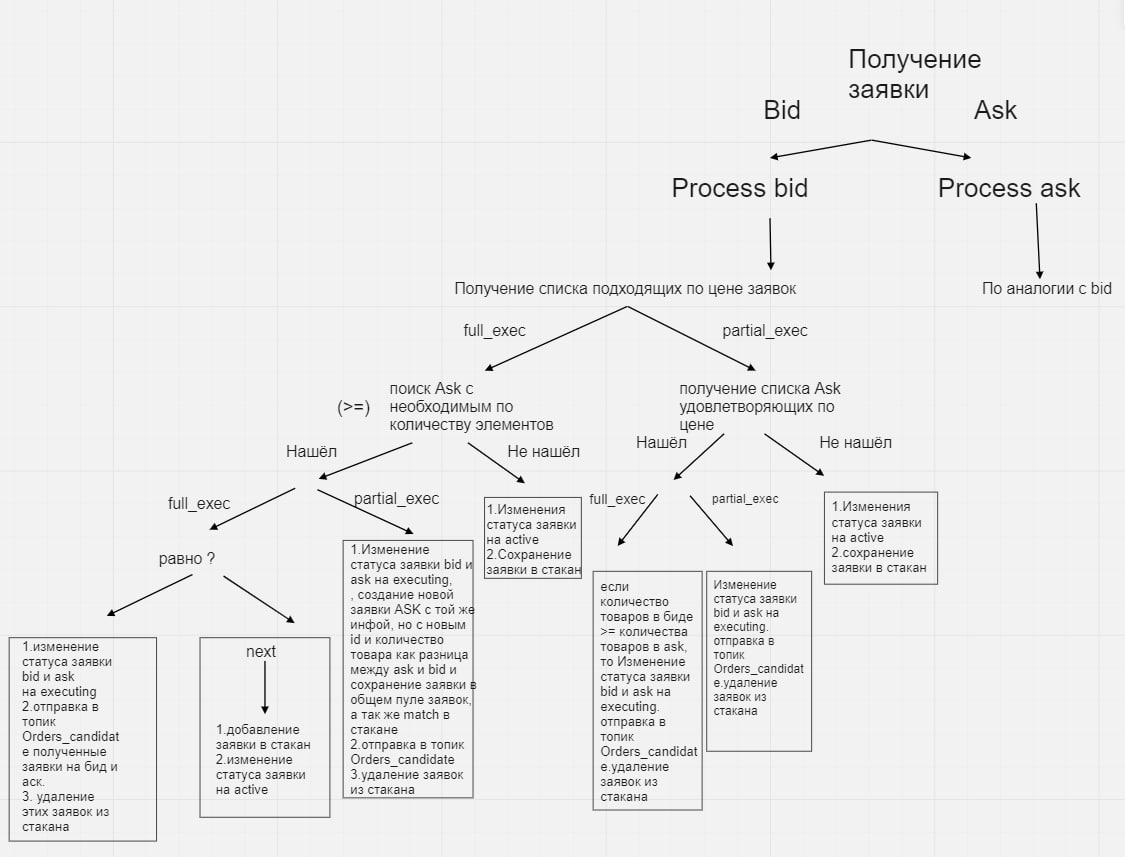 Получение
заявки
Bid
Ask
Process bid
Process ask
Получение списка подходящих по цене заявок
По аналогии с bid
full_exec
partial_exec
(>=)
поиск Ask с
необходимым по
количеству элементов
получение списка Ask
удовлетворяющих по
цене
Нашёл
Не нашёл
Нашёл
Не нашёл
full_exec
partial_exec
1.Изменения
статуса заявки
на active
2.Сохранение
заявки в стакан
full_exec
partial_exec
1.Изменения
статуса заявки
на active
2.сохранение
заявки в стакан
равно ?
1.изменение
статуса заявки
bid и ask
на executing
2.отправка в
топик
Orders_candidat
е полученные
заявки на бид и
аск.
3. удаление
этих заявок из
стакана
next
1.добавление
заявки в стакан
2.изменение
статуса заявки
на active
1.Изменение
статуса заявки bid и
ask на executing,
, создание новой
заявки ASK с той же
инфой, но с новым
id и количество
товара как разница
между ask и bid и
сохранение заявки в
общем пуле заявок,
а так же match в
стакане
2.отправка в топик
Orders_candidate
3.удаление заявок
из стакана
если
количество
товаров в биде
>= количества
товаров в ask,
то Изменение
статуса заявки
bid и ask на
executing.
отправка в
топик
Orders_candidat
е.удаление
заявок из
стакана
Изменение
статуса заявки
bid и ask на
executing.
отправка в
топик
Orders_candidat
е.удаление
заявок из
стакана